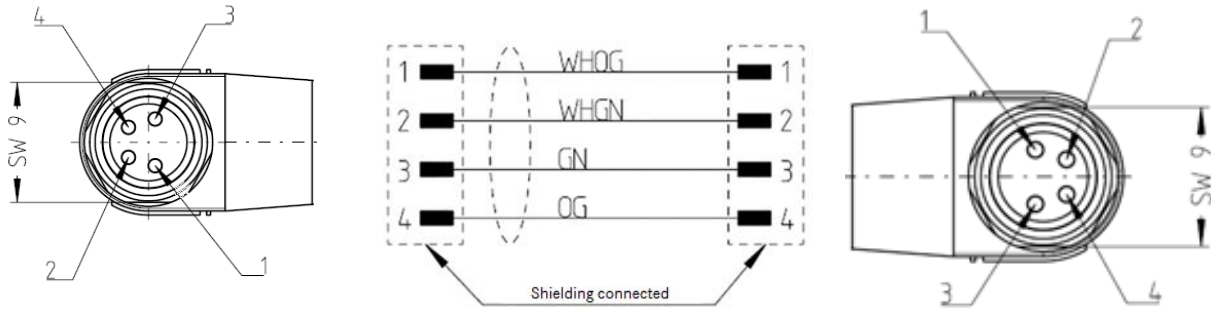 4
3
SW 9
2
1
1 WHOG 1
2 WHGN 2
3 GN 3
4 OG 4
Shielding connected
1
2
SW 9
3
4